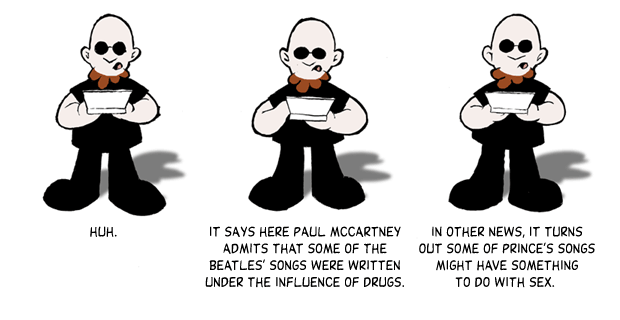 HUH.
IT SAYS HERE PAUL MCCARTNEY
ADMITS THAT SOME OF THE
BEATLES' SONGS WERE WRITTEN
UNDER THE INFLUENCE OF DRUGS.
IN OTHER NEWS, IT TURNS
OUT SOME OF PRINCE'S SONGS
MIGHT HAVE SOMETHING
TO DO WITH SEX.